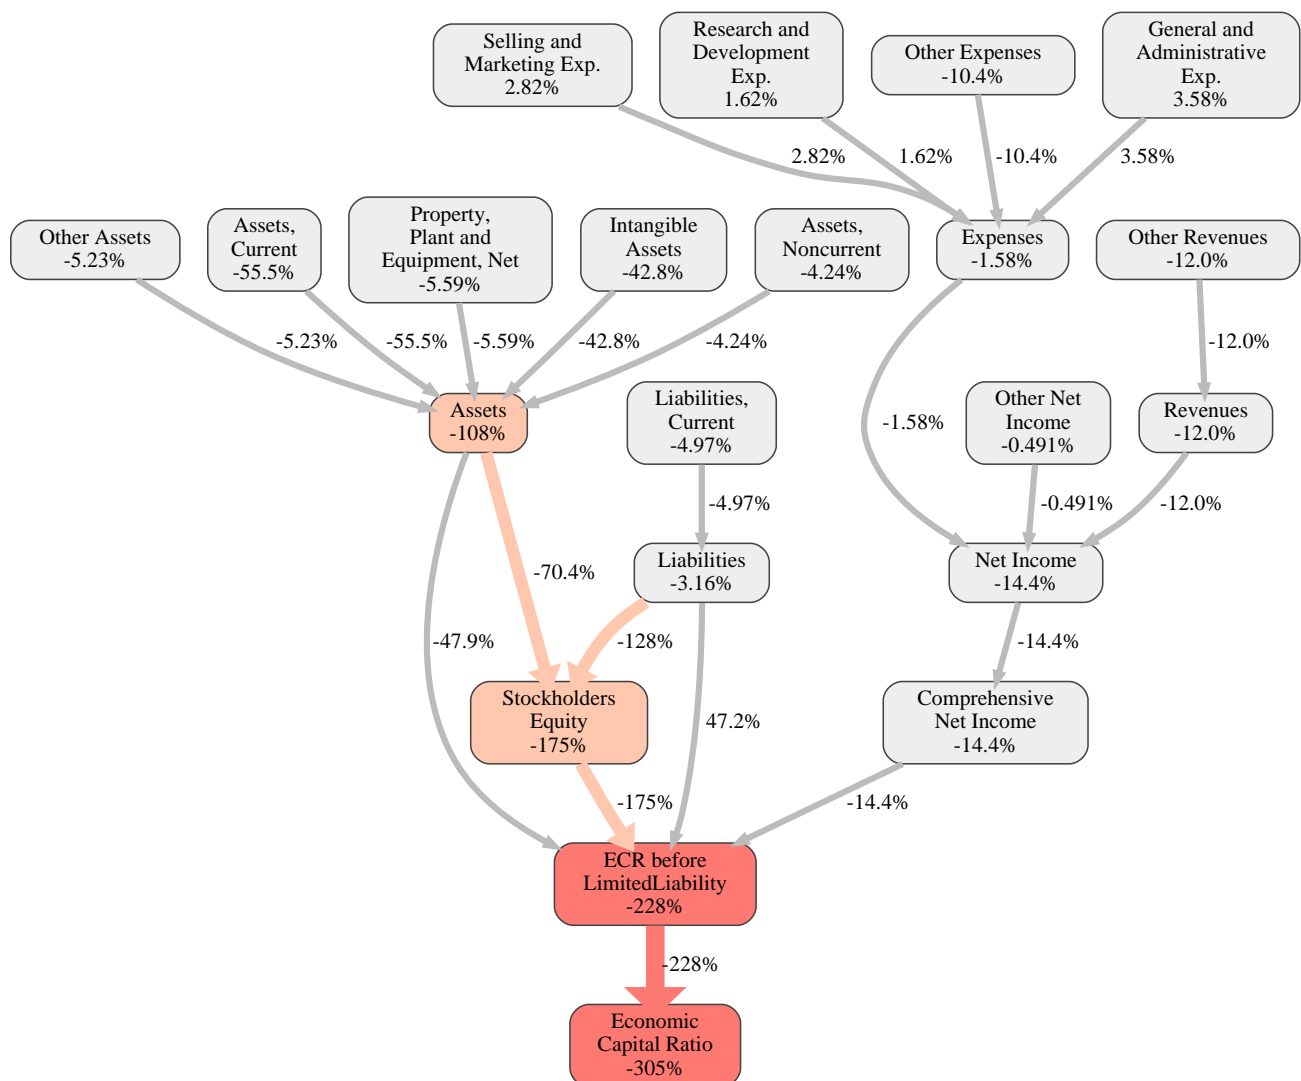 Selling and
Marketing Exp.
2.82%
Research and
Development
Exp.
1.62%
Other Expenses
-10.4%
General and
Administrative
Exp.
3.58%
2.82%
1.62%
-10.4%
3.58%
Other Assets
-5.23%
Assets,
Current
-55.5%
Property,
Plant and
Equipment, Net
-5.59%
Intangible
Assets
-42.8%
Assets,
Noncurrent
-4.24%
Expenses
-1.58%
Other Revenues
-12.0%
-5.23%
-55.5%
-5.59%
-42.8%
-4.24%
-12.0%
Assets
-108%
Liabilities,
Current
-4.97%
-1.58%
Other Net
Income
-0.491%
Revenues
-12.0%
-4.97%
-0.491%
-12.0%
-70.4%
Liabilities
-3.16%
Net Income
-14.4%
-47.9%
-128%
-14.4%
Stockholders
Equity
-175%
47.2%
Comprehensive
Net Income
-14.4%
-175%
-14.4%
ECR before
LimitedLiability
-228%
-228%
Economic
Capital Ratio
-305%